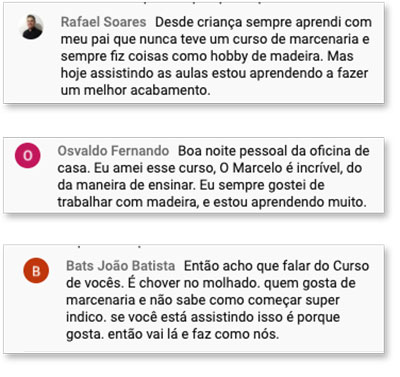 Rafael Soares Desde criança sempre aprendi com
meu pai que nunca teve um curso de marcenaria e
sempre fiz coisas como hobby de madeira. Mas
hoje assistindo as aulas estou aprendendo a fazer
um melhor acabamento.
O
Osvaldo Fernando Boa noite pessoal da oficina de
casa. Eu amei esse curso, O Marcelo é incrível, do
da maneira de ensinar. Eu sempre gostei de
trabalhar com madeira, e estou aprendendo muito.
B
Bats João Batista Então acho que falar do Curso
de vocês. É chover no molhado. quem gosta de
marcenaria e não sabe como começar super
indico. se você está assistindo isso é porque
gosta. então vai lá e faz como nós.